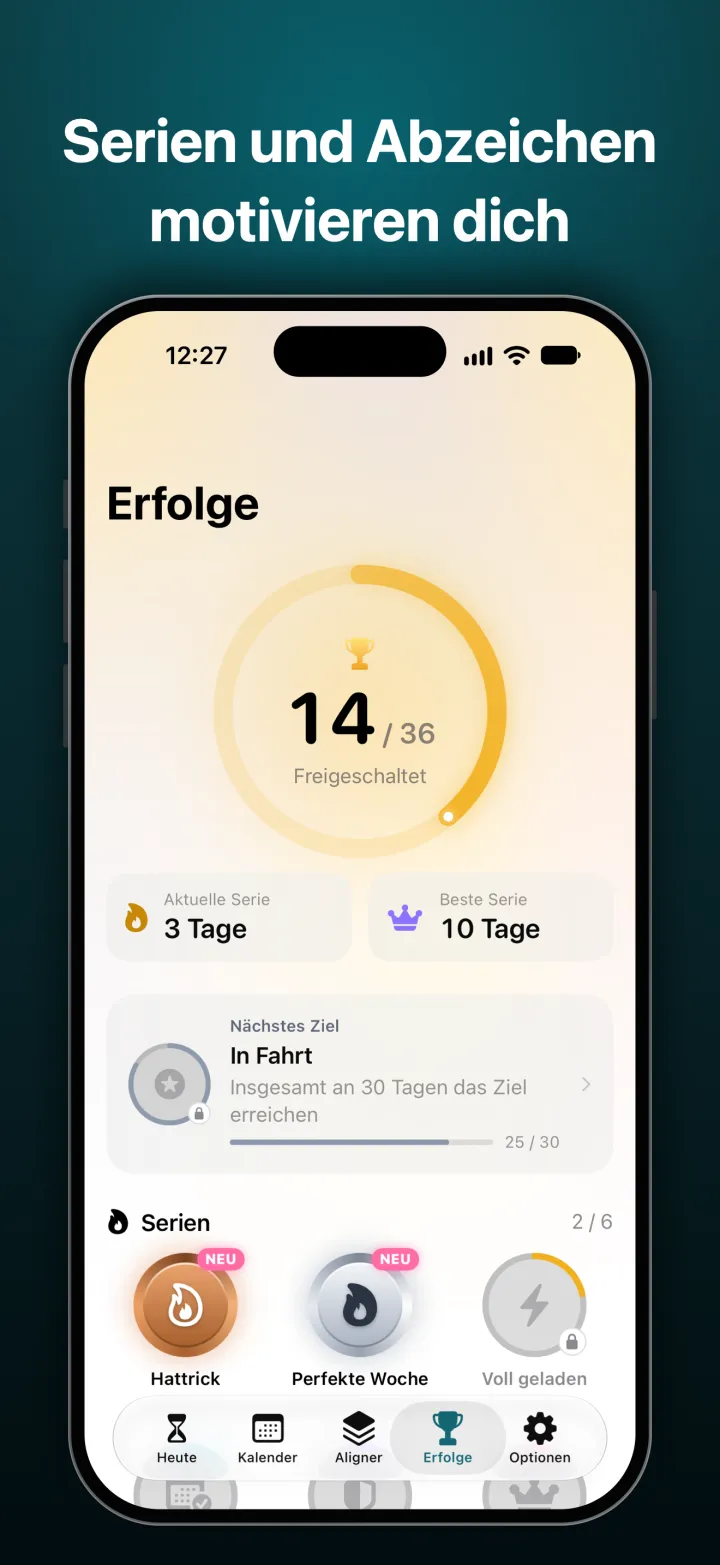 Serien und Abzeichen
motivieren dich
12:27
Erfolge
14 / 36
Freigeschaltet
Aktuelle Serie
3 Tage
Beste Serie
10 Tage
Nächstes Ziel
In Fahrt
Insgesamt an 30 Tagen das Ziel
erreichen
25 / 30
Serien
2 / 6
NEU
NEU
Hattrick
Perfekte Woche
Voll geladen
Heute
Kalender
Aligner
Erfolge
Optionen